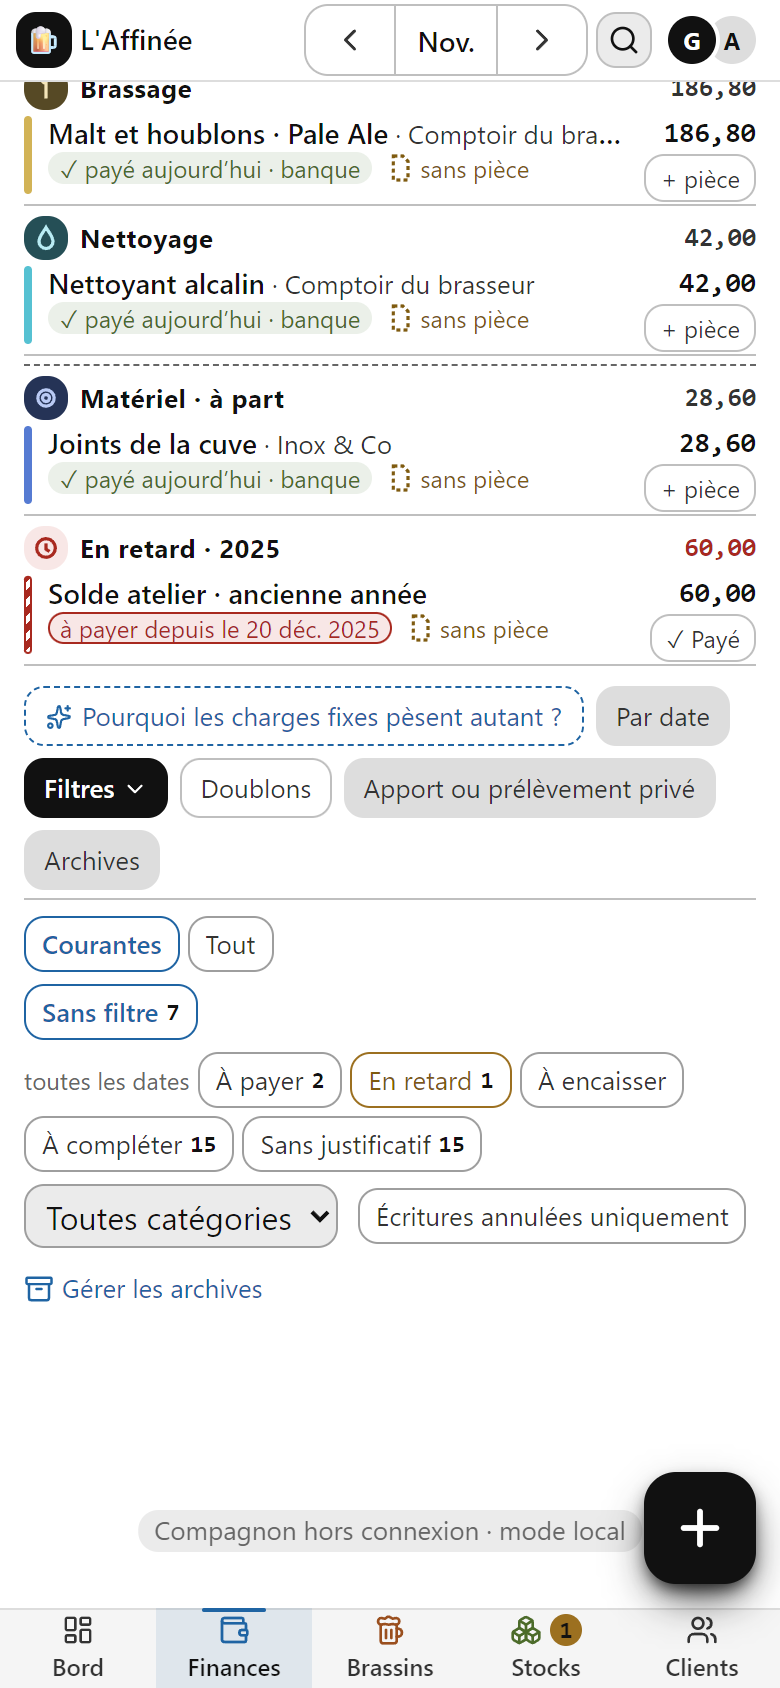 L'Affinée
Nov.
G A
Brassage 186,80
Malt et houblons · Pale Ale · Comptoir du bra… 186,80
✓ payé aujourd’hui · banque sans pièce + pièce
Nettoyage 42,00
Nettoyant alcalin · Comptoir du brasseur 42,00
✓ payé aujourd’hui · banque sans pièce + pièce
Matériel · à part 28,60
Joints de la cuve · Inox & Co 28,60
✓ payé aujourd’hui · banque sans pièce + pièce
En retard · 2025 60,00
Solde atelier · ancienne année 60,00
à payer depuis le 20 déc. 2025 sans pièce ✓ Payé
Pourquoi les charges fixes pèsent autant ? Par date
Filtres Doublons Apport ou prélèvement privé
Archives
Courantes Tout
Sans filtre 7
toutes les dates À payer 2 En retard 1 À encaisser
À compléter 15 Sans justificatif 15
Toutes catégories Écritures annulées uniquement
Gérer les archives
Compagnon hors connexion · mode local
+
1
Bord Finances Brassins Stocks Clients